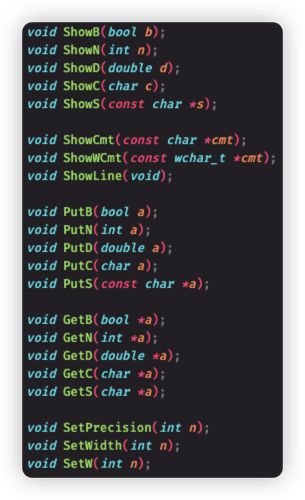 void ShowB(bool b);
void ShowN(int n);
void ShowD(double d);
void ShowC(char c);
void ShowS(const char *s);
void ShowCmt(const char *cmt);
void ShowWCmt(const wchar_t *cmt);
void ShowLine(void);
void PutB(bool a);
void PutN(int a);
void PutD(double a);
void PutC(char a);
void PutS(const char *a);
void GetB(bool *a);
void GetN(int *a);
void GetD(double *a);
void GetC(char *a);
void GetS(char *a);
void SetPrecision(int n);
void SetWidth(int n);
void SetW(int n);